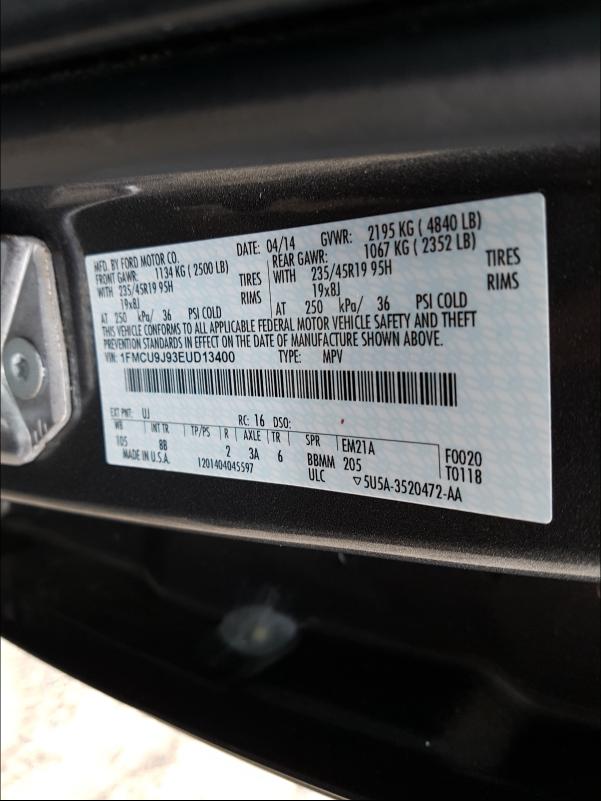 MFD. BY FORD MOTOR CO.
DATE: 04/14 GVWR: 2195 KG ( 4840 LB)
FRONT GAWR: 1134 KG ( 2500 LB)
REAR GAWR: 1067 KG ( 2352 LB)
WITH 235/45R19 95H TIRES
WITH 235/45R19 95H TIRES
19x8J RIMS
19x8J RIMS
AT 250 kPa/ 36 PSI COLD
AT 250 kPa/ 36 PSI COLD
THIS VEHICLE CONFORMS TO ALL APPLICABLE FEDERAL MOTOR VEHICLE SAFETY AND THEFT
PREVENTION STANDARDS IN EFFECT ON THE DATE OF MANUFACTURE SHOWN ABOVE.
VIN: 1FMCU9J93EUD13400 TYPE: MPV
EXT PNT: UJ RC: 16 DSO:
WB INT TR TP/PS R AXLE TR SPR EM21A F0020
105 BB 2 3A 6 BBMM 205 T0118
MADE IN U.S.A. 1201404045597 ULC ▽5U5A-3520472-AA